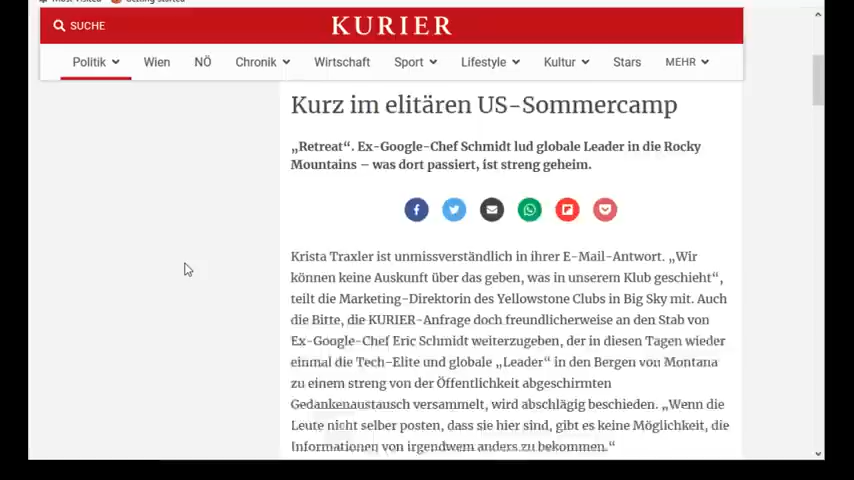 SUCHE
KURIER
Politik
Wien
NÖ
Chronik
Wirtschaft
Sport
Lifestyle
Kultur
Stars
MEHR
Kurz im elitären US-Sommercamp
„Retreat“. Ex-Google-Chef Schmidt lud globale Leader in die Rocky
Mountains – was dort passiert, ist streng geheim.
Krista Traxler ist unmissverständlich in ihrer E-Mail-Antwort. „Wir
können keine Auskunft über das geben, was in unserem Klub geschieht“,
teilt die Marketing-Direktorin des Yellowstone Clubs in Big Sky mit. Auch
die Bitte, die KURIER-Anfrage doch freundlicherweise an den Stab von
Ex-Google-Chef Eric Schmidt weiterzugeben, der in diesen Tagen wieder
einmal die Tech-Elite und globale „Leader“ in den Bergen von Montana
zu einem streng von der Öffentlichkeit abgeschirmten
Gedankenaustausch versammelt, wird abschlägig beschieden. „Wenn die
Leute nicht selber posten, dass sie hier sind, gibt es keine Möglichkeit, die
Informationen von irgendwem anders zu bekommen.“